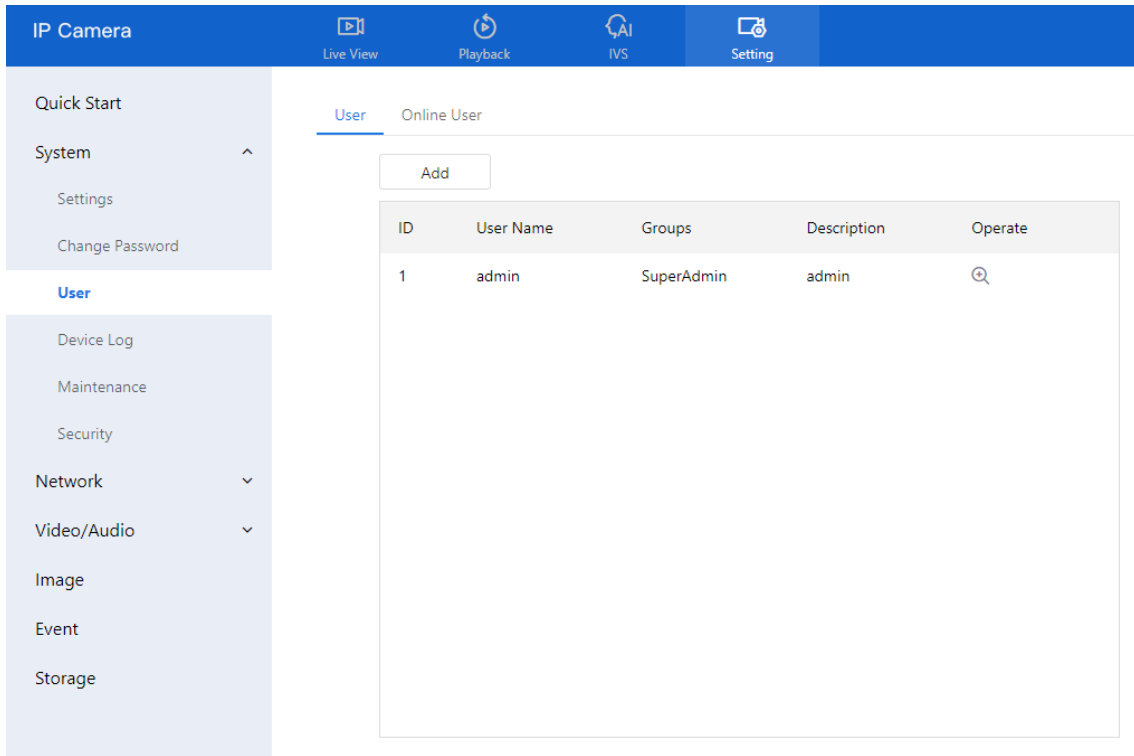 IP Camera
Live View
Playback
AI
IVS
Setting
Quick Start
System
Settings
Change Password
User
Device Log
Maintenance
Security
Network
Video/Audio
Image
Event
Storage
User Online User
Add
ID User Name Groups Description Operate
1 admin SuperAdmin admin